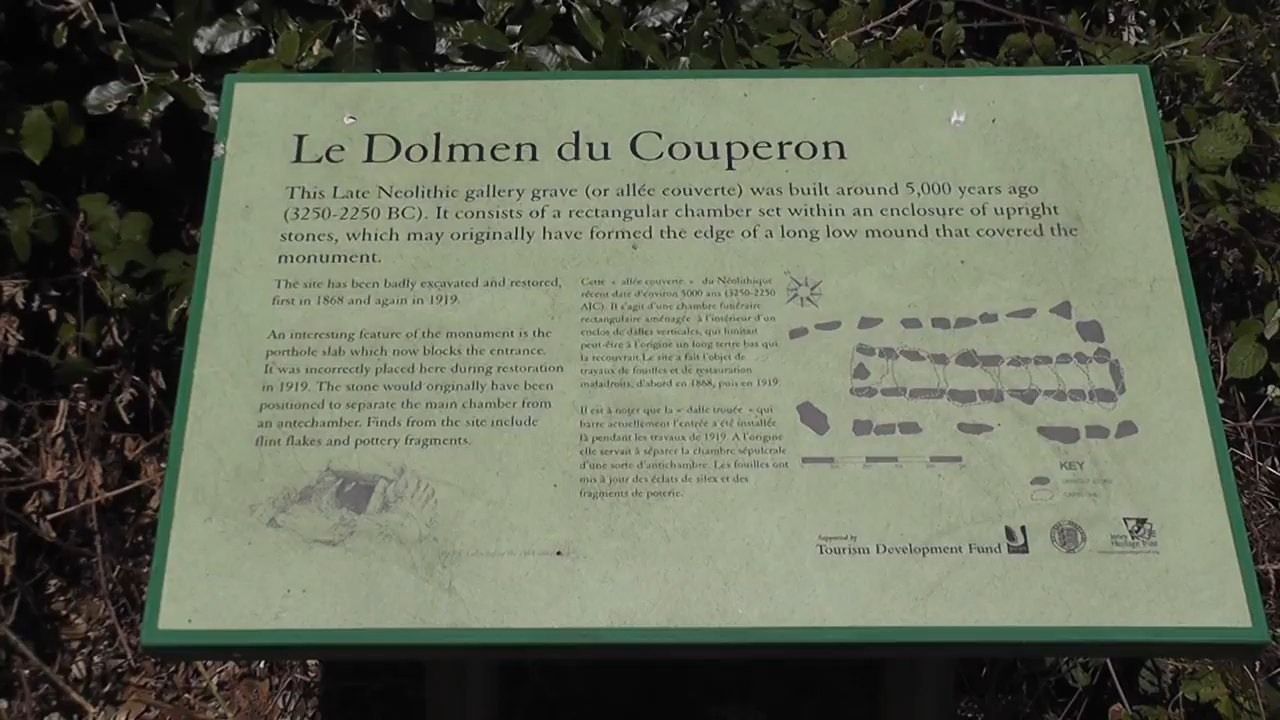 Le Dolmen du Couperon
This Late Neolithic gallery grave (or allée couverte) was built around 5,000 years ago
(3250-2250 BC). It consists of a rectangular chamber set within an enclosure of upright
stones, which may originally have formed the edge of a long low mound that covered the
monument.
The site has been badly excavated and restored,
first in 1868 and again in 1919.
An interesting feature of the monument is the
porthole slab which now blocks the entrance.
It was incorrectly placed here during restoration
in 1919. The stone would originally have been
positioned to separate the main chamber from
an antechamber. Finds from the site include
flint flakes and pottery fragments.
Cette « allée couverte » du Néolithique
récent date d'environ 5000 ans (3250-2250
AJC). Il s'agit d'une chambre funéraire
rectangulaire aménagée à l'intérieur d'un
enclos de dalles verticales, qui limitait
peut-être à l'origine un long tertre bas qui
la recouvrait. Le site a fait l'objet de
travaux de fouilles et de restauration
maladroits, d'abord en 1868, puis en 1919.
Il est à noter que la « dalle trouée » qui
barre actuellement l'entrée a été installée
là pendant les travaux de 1919. A l'origine
elle servait à séparer la chambre sépulcrale
d'une sorte d'antichambre. Les fouilles ont
mis à jour des éclats de silex et des
fragments de poterie.
KEY
Supported by
Tourism Development Fund
Jersey
Heritage Trust